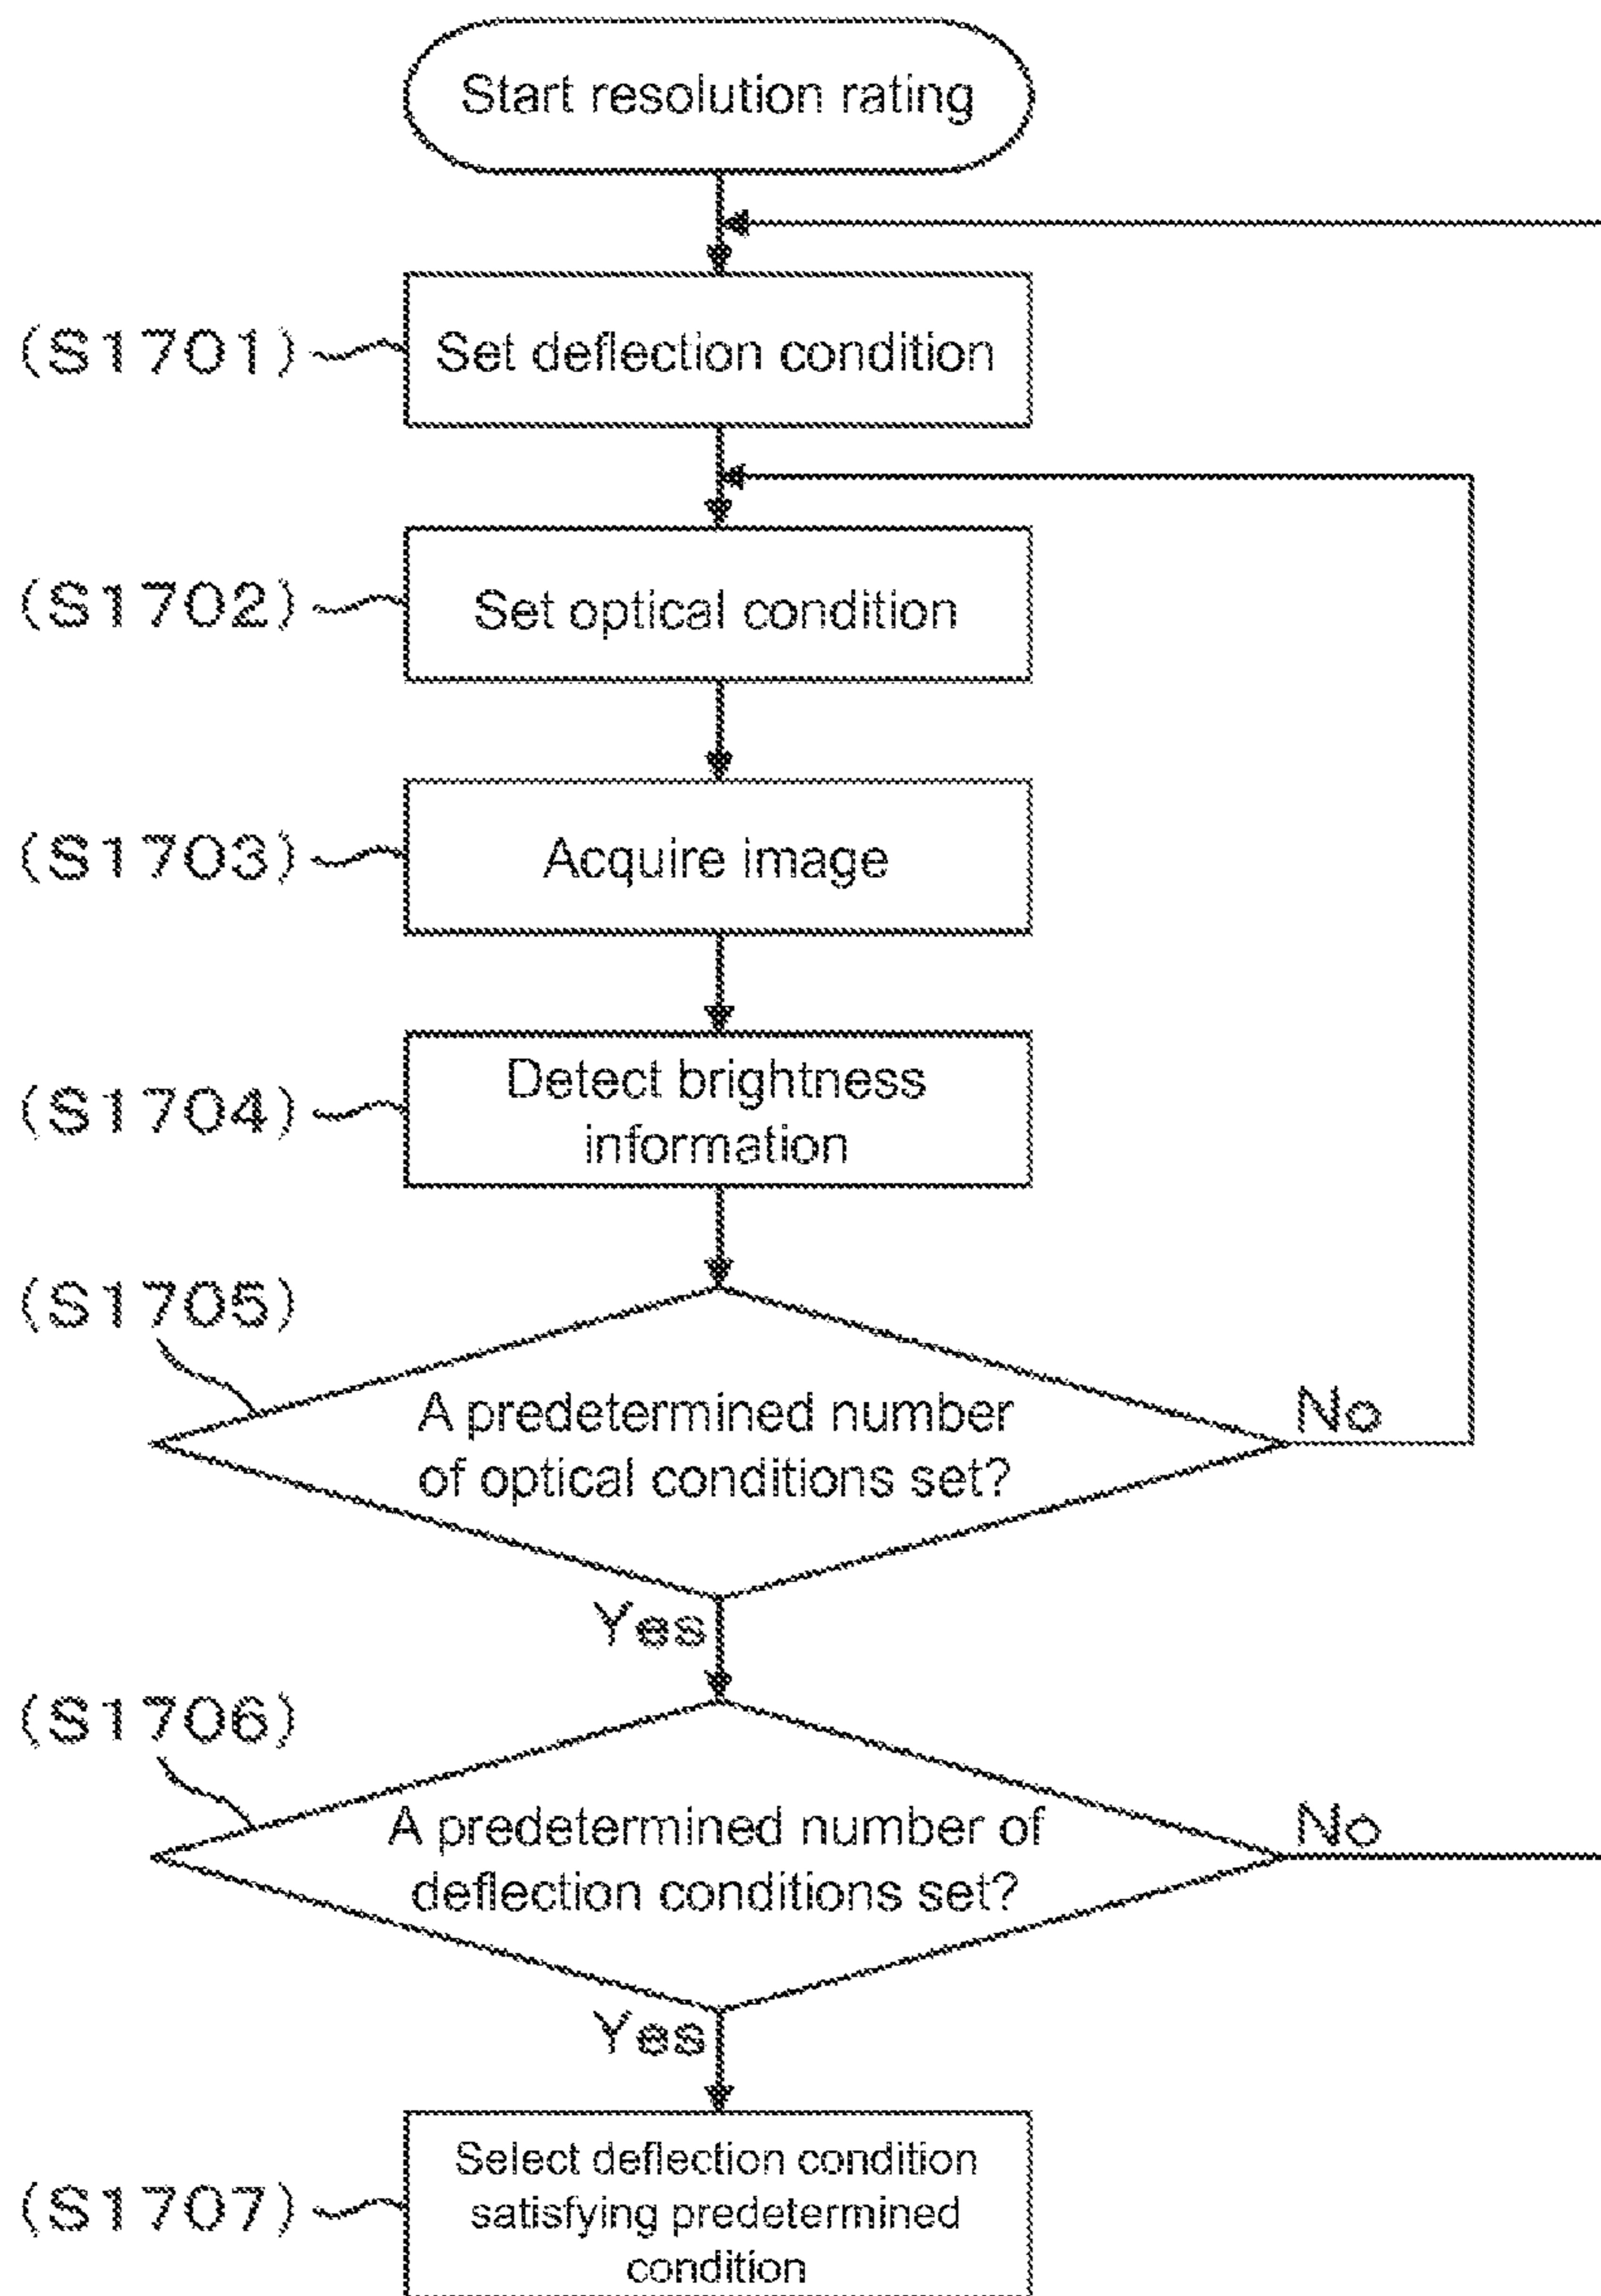 Start resolution rating
(S1701)
Set deflection condition
(S1702)
Set optical condition
(S1703)
Acquire image
(S1704)
Detect brightness
information
(S1705)
A predetermined number
of optical conditions set?
No
Yes
(S1706)
A predetermined number of
deflection conditions set?
No
Yes
(S1707)
Select deflection condition
satisfying predetermined
condition